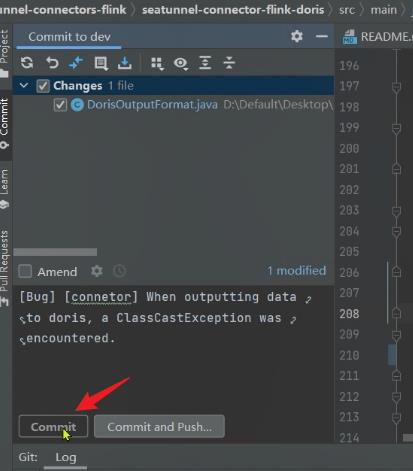 unnel-connectors-flink › seatunnel-connector-flink-doris › src › main
Project
Commit
Learn
Pull Requests
Commit to dev
Changes 1 file
DorisOutputFormat.java D:\Default\Desktop\
Amend
1 modified
[Bug] [connetor] When outputting data
to doris, a ClassCastException was
encountered.
Commit
Commit and Push...
Git: Log
README.
196
197
198
199
200
201
202
203
204
205
206
207
208
209
210
211
212
213
214